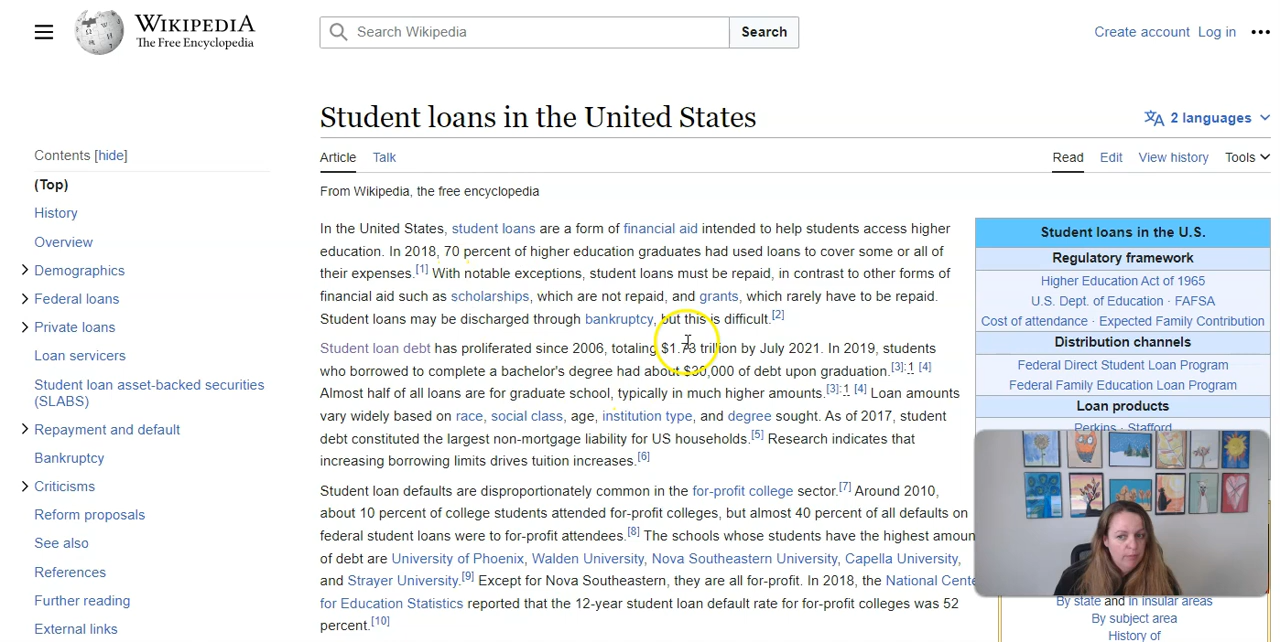 WIKIPEDIA
The Free Encyclopedia
Search Wikipedia
Search
Create account Log in
Student loans in the United States
2 languages
Contents [hide]
(Top)
History
Overview
Demographics
Federal loans
Private loans
Loan servicers
Student loan asset-backed securities
(SLABS)
Repayment and default
Bankruptcy
Criticisms
Reform proposals
See also
References
Further reading
External links
Article Talk
Read Edit View history Tools
From Wikipedia, the free encyclopedia
In the United States, student loans are a form of financial aid intended to help students access higher
education. In 2018, 70 percent of higher education graduates had used loans to cover some or all of
their expenses.[1] With notable exceptions, student loans must be repaid, in contrast to other forms of
financial aid such as scholarships, which are not repaid, and grants, which rarely have to be repaid.
Student loans may be discharged through bankruptcy, but this is difficult.[2]
Student loan debt has proliferated since 2006, totaling $1.73 trillion by July 2021. In 2019, students
who borrowed to complete a bachelor's degree had about $30,000 of debt upon graduation.[3]:1 [4]
Almost half of all loans are for graduate school, typically in much higher amounts.[3]:1 [4] Loan amounts
vary widely based on race, social class, age, institution type, and degree sought. As of 2017, student
debt constituted the largest non-mortgage liability for US households.[5] Research indicates that
increasing borrowing limits drives tuition increases.[6]
Student loan defaults are disproportionately common in the for-profit college sector.[7] Around 2010,
about 10 percent of college students attended for-profit colleges, but almost 40 percent of all defaults on
federal student loans were to for-profit attendees.[8] The schools whose students have the highest amoun
of debt are University of Phoenix, Walden University, Nova Southeastern University, Capella University,
and Strayer University.[9] Except for Nova Southeastern, they are all for-profit. In 2018, the National Cente
for Education Statistics reported that the 12-year student loan default rate for for-profit colleges was 52
percent.[10]
Student loans in the U.S.
Regulatory framework
Higher Education Act of 1965
U.S. Dept. of Education · FAFSA
Cost of attendance · Expected Family Contribution
Distribution channels
Federal Direct Student Loan Program
Federal Family Education Loan Program
Loan products
Perkins · Stafford
By state and in insular areas
By subject area
History of